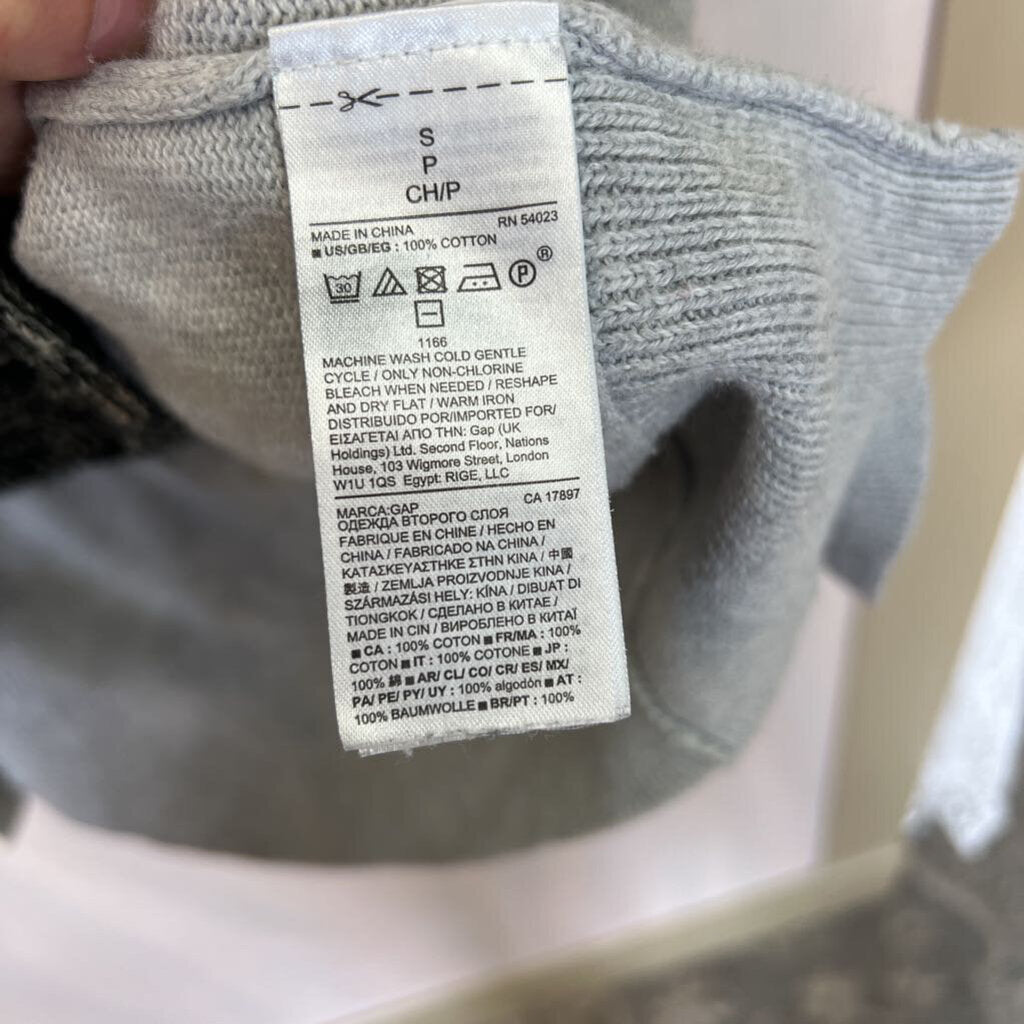 S
P
CH/P
MADE IN CHINA RN 54023
■ US/GB/EG : 100% COTTON
30 P ®
1166
MACHINE WASH COLD GENTLE
CYCLE / ONLY NON-CHLORINE
BLEACH WHEN NEEDED / RESHAPE
AND DRY FLAT / WARM IRON
DISTRIBUIDO POR/IMPORTED FOR/
ΕΙΣΑΓΕΤΑΙ ΑΠΟ ΤΗΝ: Gap (UK
Holdings) Ltd. Second Floor, Nations
House, 103 Wigmore Street, London
W1U 1QS Egypt: RIGE, LLC
MARCA:GAP CA 17897
ОДЕЖДА ВТОРОГО СЛОЯ
FABRIQUE EN CHINE / HECHO EN
CHINA / FABRICADO NA CHINA /
ΚΑΤΑΣΚΕΥΑΣΤΗΚΕ ΣΤΗΝ ΚΙΝΑ / 中國
製造 / ZEMLJA PROIZVODNJE KINA /
SZÁRMAZÁSI HELY: KÍNA / DIBUAT DI
TIONGKOK / СДЕЛАНО В КИТАЕ /
MADE IN CIN / ВИРОБЛЕНО В КИТАЇ
■ CA : 100% COTON ■ FR/MA : 100%
COTON ■ IT : 100% COTONE ■ JP :
100% 綿 ■ AR/ CL/ CO/ CR/ ES/ MX/
PA/ PE/ PY/ UY : 100% algodón ■ AT :
100% BAUMWOLLE ■ BR/PT : 100%